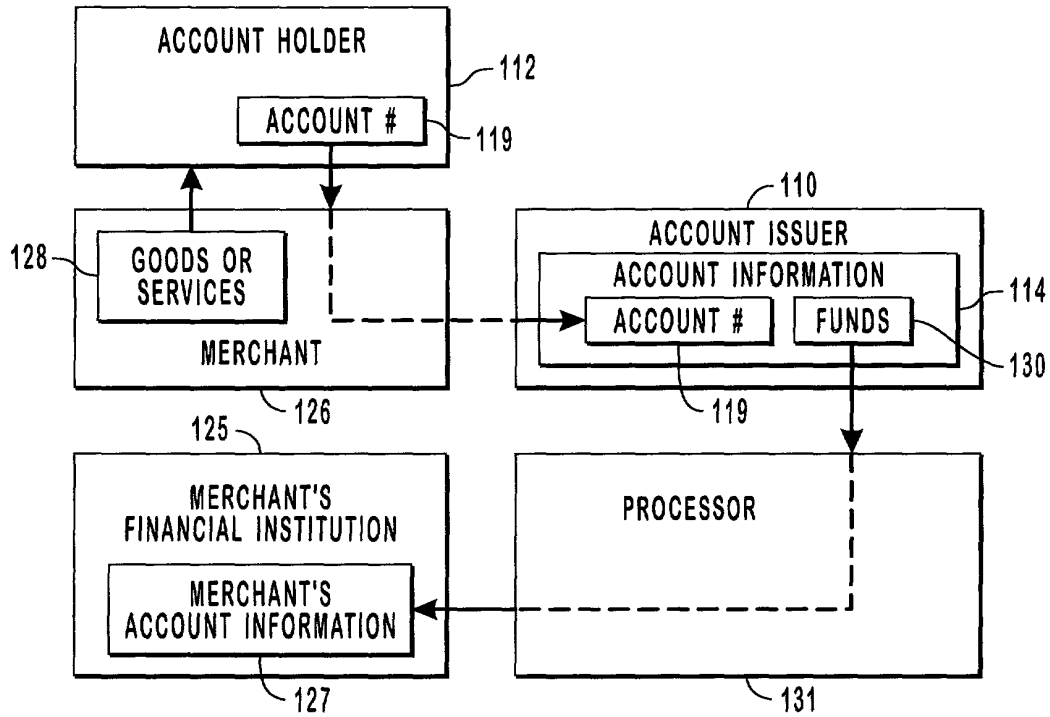 ACCOUNT HOLDER
112
ACCOUNT #
119
110
ACCOUNT ISSUER
128
GOODS OR
SERVICES
MERCHANT
126
ACCOUNT INFORMATION
114
ACCOUNT #
FUNDS
130
119
125
MERCHANT'S
FINANCIAL INSTITUTION
MERCHANT'S
ACCOUNT INFORMATION
127
PROCESSOR
131